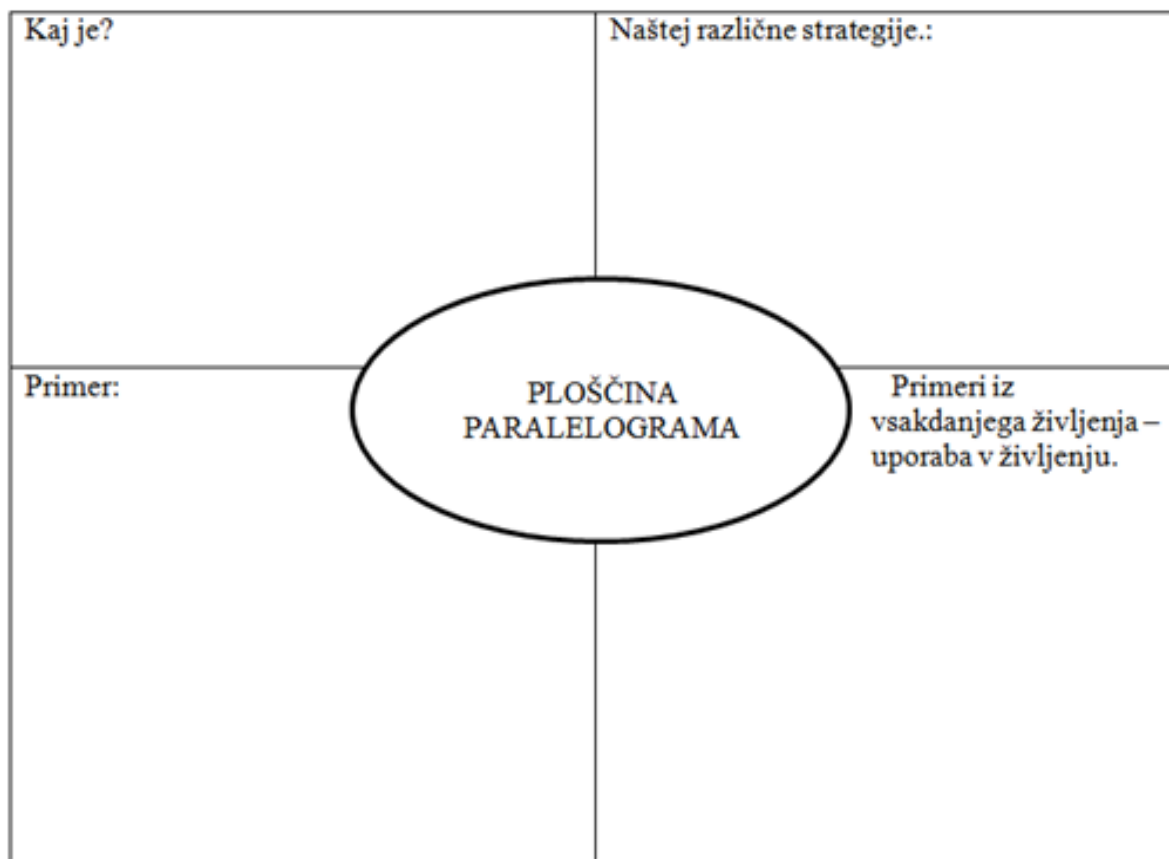 Kaj je?
Naštej različne strategije.:
PLOŠČINA
PARALELOGRAMA
Primer:
Primeri iz
vsakdanjega življenja –
uporaba v življenju.